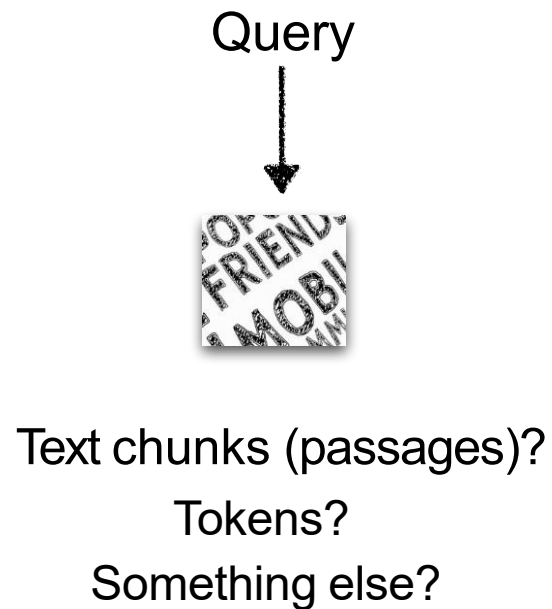 Query
FRIEND
MOBI
Text chunks (passages)?
Tokens?
Something else?